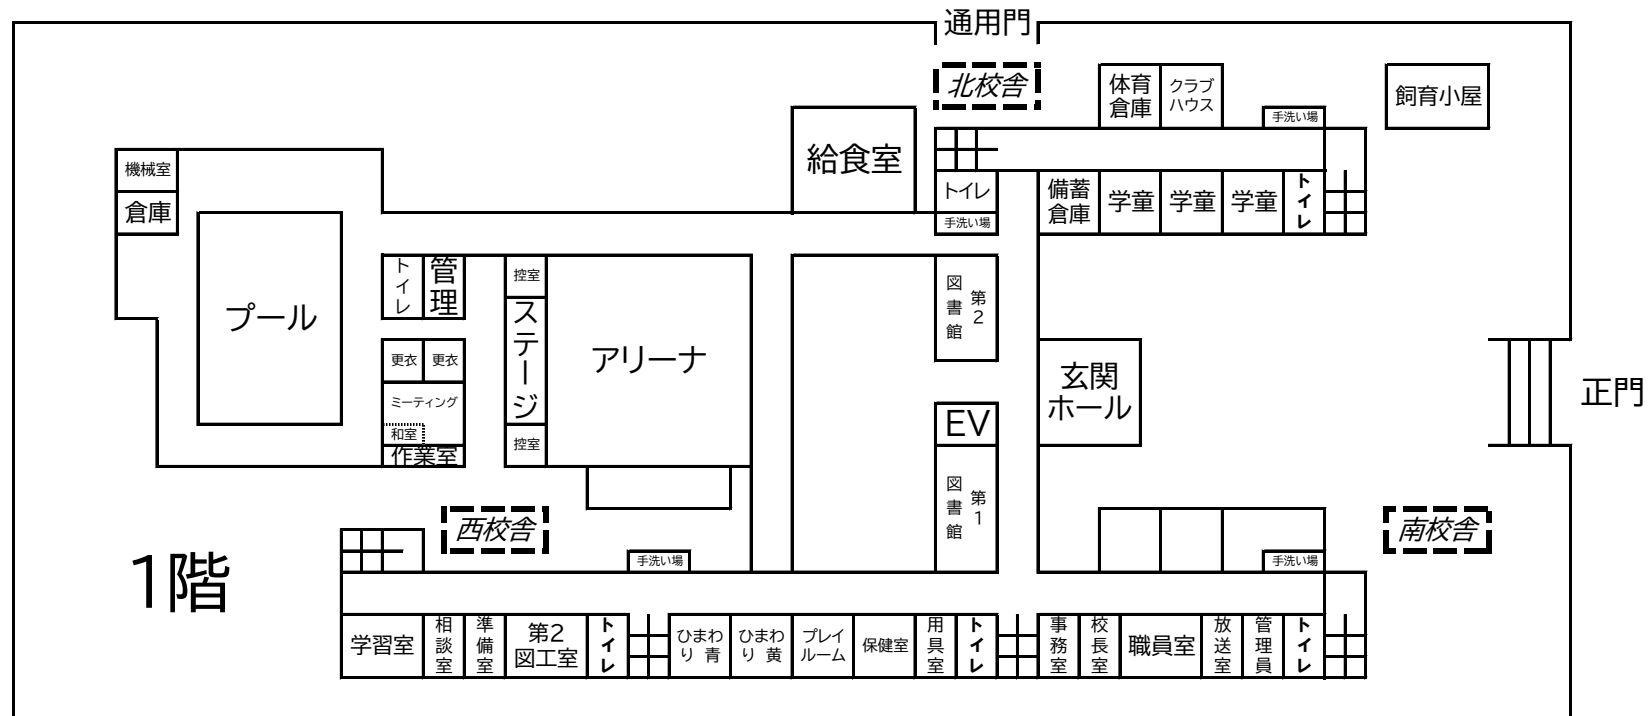 通用門
北校舎
体育
倉庫
クラブ
ハウス
手洗い場
飼育小屋
給食室
機械室
倉庫
トイレ
手洗い場
備蓄
倉庫
学童
学童
学童
トイレ
プール
トイレ
管理
控室
ステージ
控室
アリーナ
更衣
更衣
ミーティング
和室
作業室
第2
図書館
EV
第1
図書館
玄関
ホール
正門
西校舎
南校舎
1階
手洗い場
手洗い場
学習室
相談室
準備室
第2
図工室
トイレ
ひまわ
り 青
ひまわ
り 黄
プレイ
ルーム
保健室
用具室
トイレ
事務室
校長室
職員室
放送室
管理員
トイレ